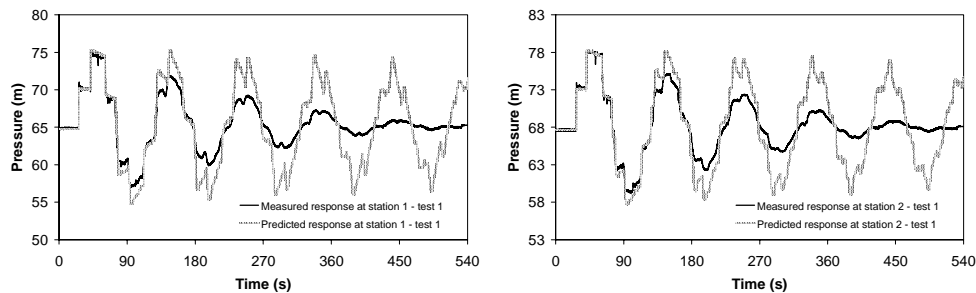 80
75
70
65
60
55
50
Pressure (m)
Measured response at station 1 - test 1
Predicted response at station 1 - test 1
0 90 180 270 360 450 540
Time (s)
83
78
73
68
63
58
53
Pressure (m)
Measured response at station 2 - test 1
Predicted response at station 2 - test 1
0 90 180 270 360 450 540
Time (s)